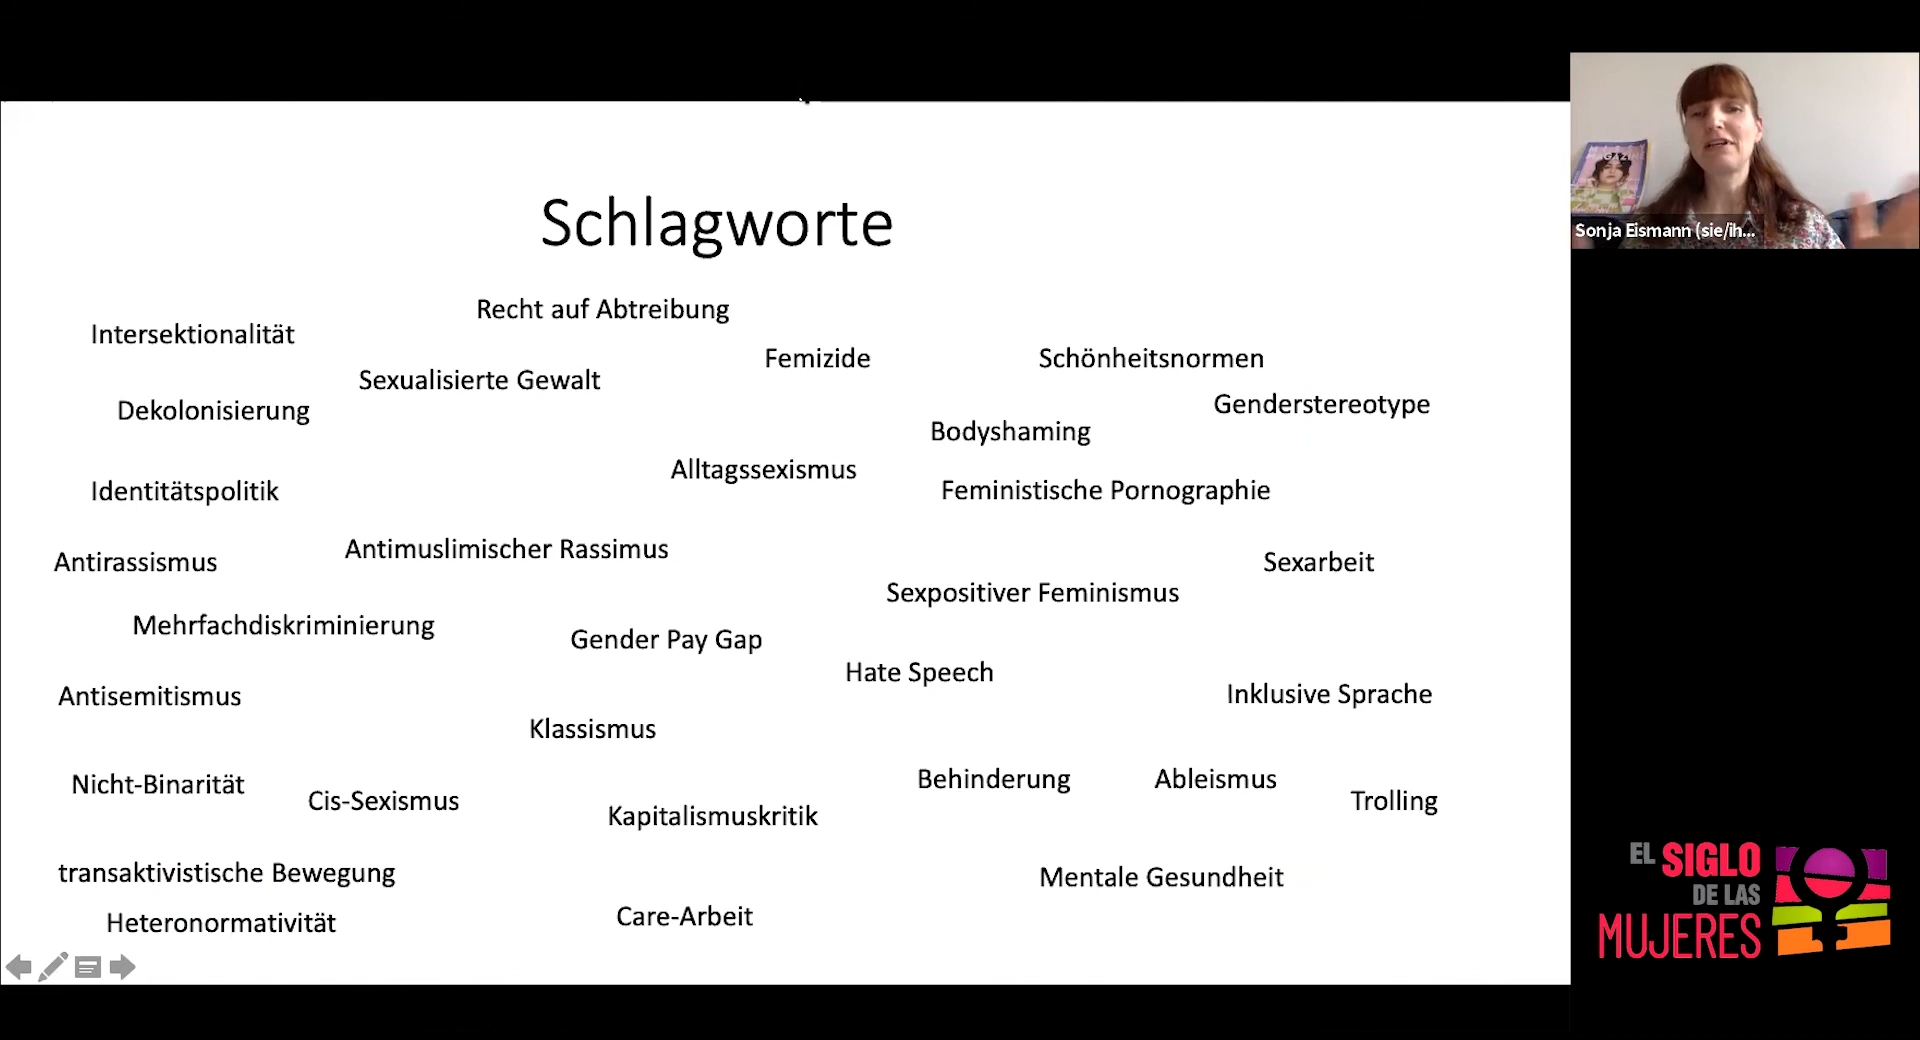 Schlagworte
Recht auf Abtreibung
Intersektionalität
Femizide
Schönheitsnormen
Sexualisierte Gewalt
Genderstereotype
Dekolonisierung
Bodyshaming
Alltagssexismus
Identitätspolitik
Feministische Pornographie
Antimuslimischer Rassimus
Antirassismus
Sexarbeit
Sexpositiver Feminismus
Mehrfachdiskriminierung
Gender Pay Gap
Hate Speech
Antisemitismus
Inklusive Sprache
Klassismus
Nicht-Binarität
Behinderung
Ableismus
Cis-Sexismus
Trolling
Kapitalismuskritik
transaktivistische Bewegung
Mentale Gesundheit
Heteronormativität
Care-Arbeit
Sonja Eismann (sie/ih...
EL SIGLO
DE LAS
MUJERES